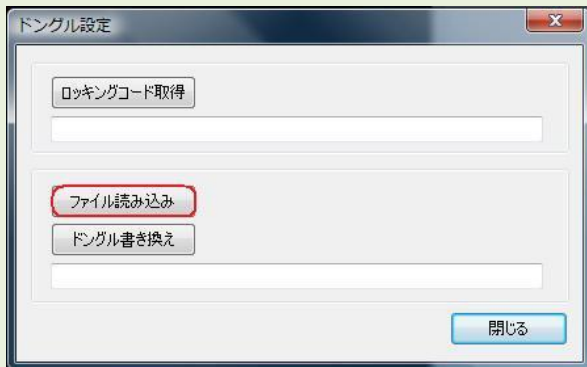 ドングル設定
ロッキングコード取得
ファイル読み込み
ドングル書き換え
閉じる